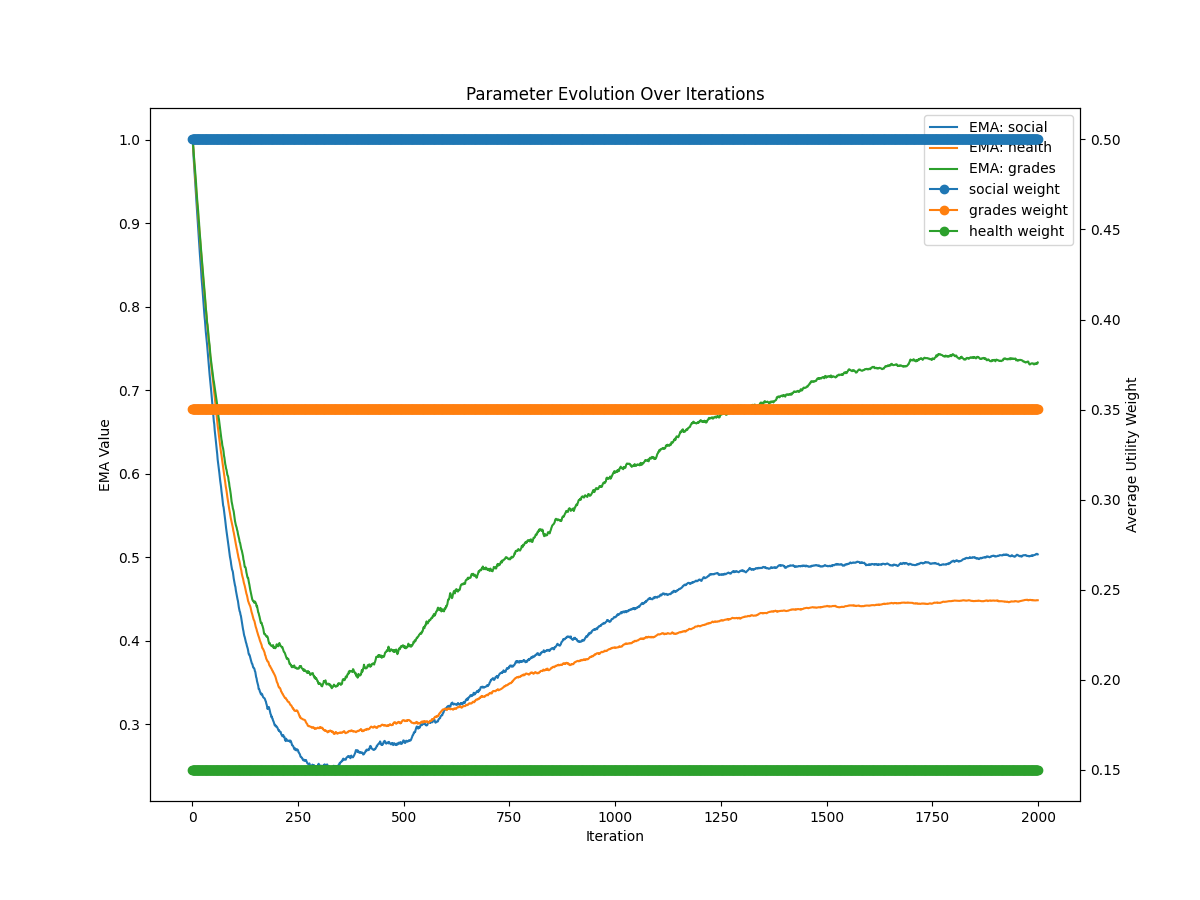 Parameter Evolution Over Iterations
EMA: social
EMA: health
EMA: grades
social weight
grades weight
health weight
1.0
0.9
0.8
0.7
0.6
0.5
0.4
0.3
EMA Value
0.50
0.45
0.40
0.35
0.30
0.25
0.20
0.15
Average Utility Weight
0 250 500 750 1000 1250 1500 1750 2000
Iteration